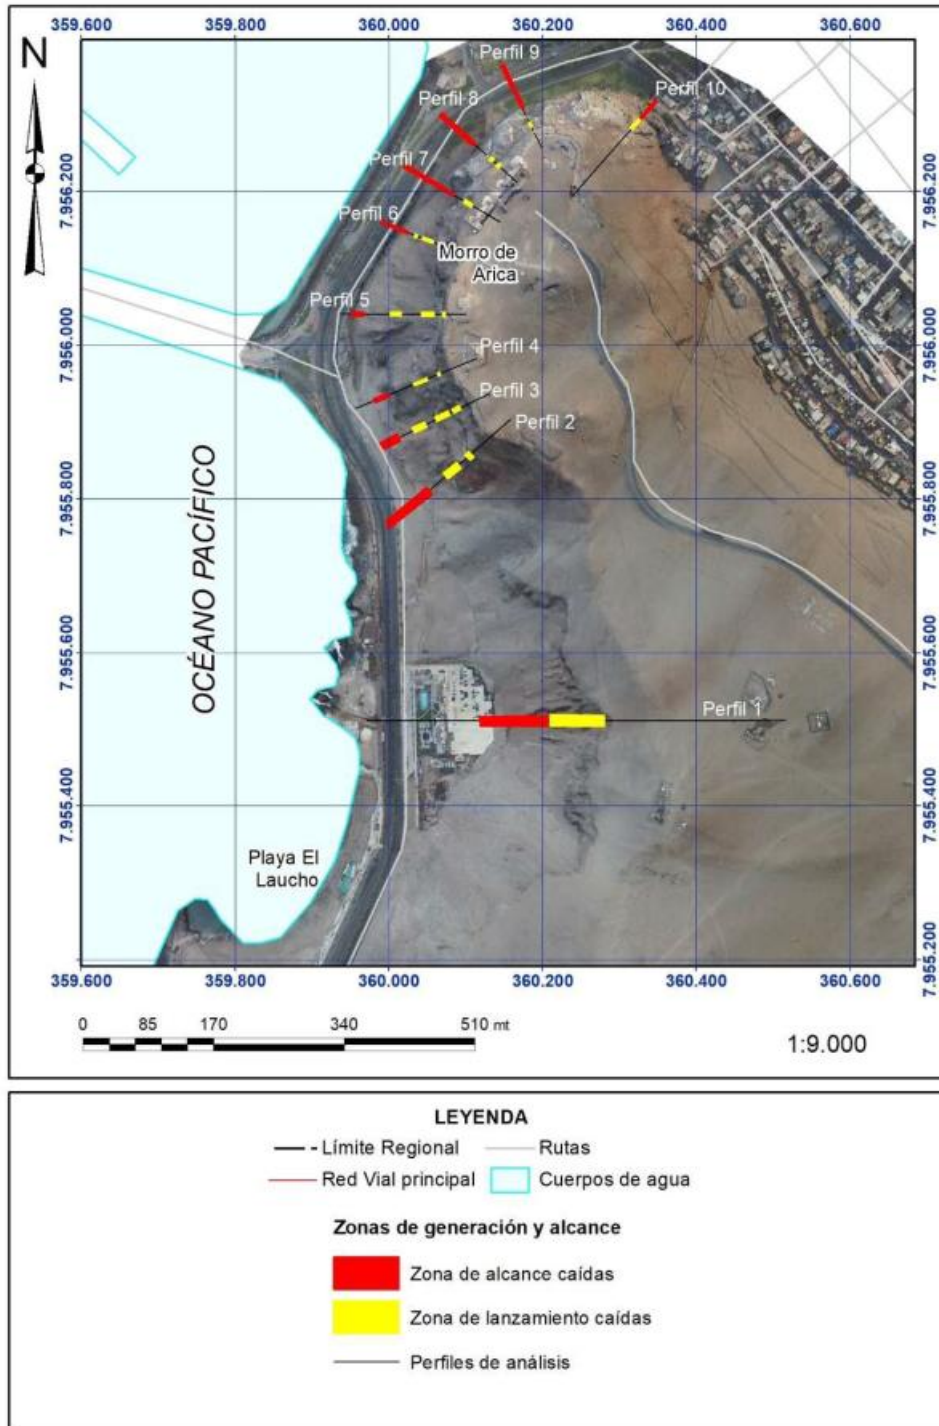 359.600 359.800 360.000 360.200 360.400 360.600
N
Perfil 9
Perfil 8
Perfil 10
Perfil 7
7.956.200 7.956.200
Perfil 6
Morro de
Arica
Perfil 5
7.956.000 7.956.000
Perfil 4
Perfil 3
Perfil 2
OCÉANO PACÍFICO
7.955.800 7.955.800
7.955.600 7.955.600
Perfil 1
7.955.400 7.955.400
Playa El
Laucho
7.955.200
359.600 359.800 360.000 360.200 360.400 360.600
0 85 170 340 510 mt
1:9.000
LEYENDA
Límite Regional Rutas
Red Vial principal Cuerpos de agua
Zonas de generación y alcance
Zona de alcance caídas
Zona de lanzamiento caídas
Perfiles de análisis